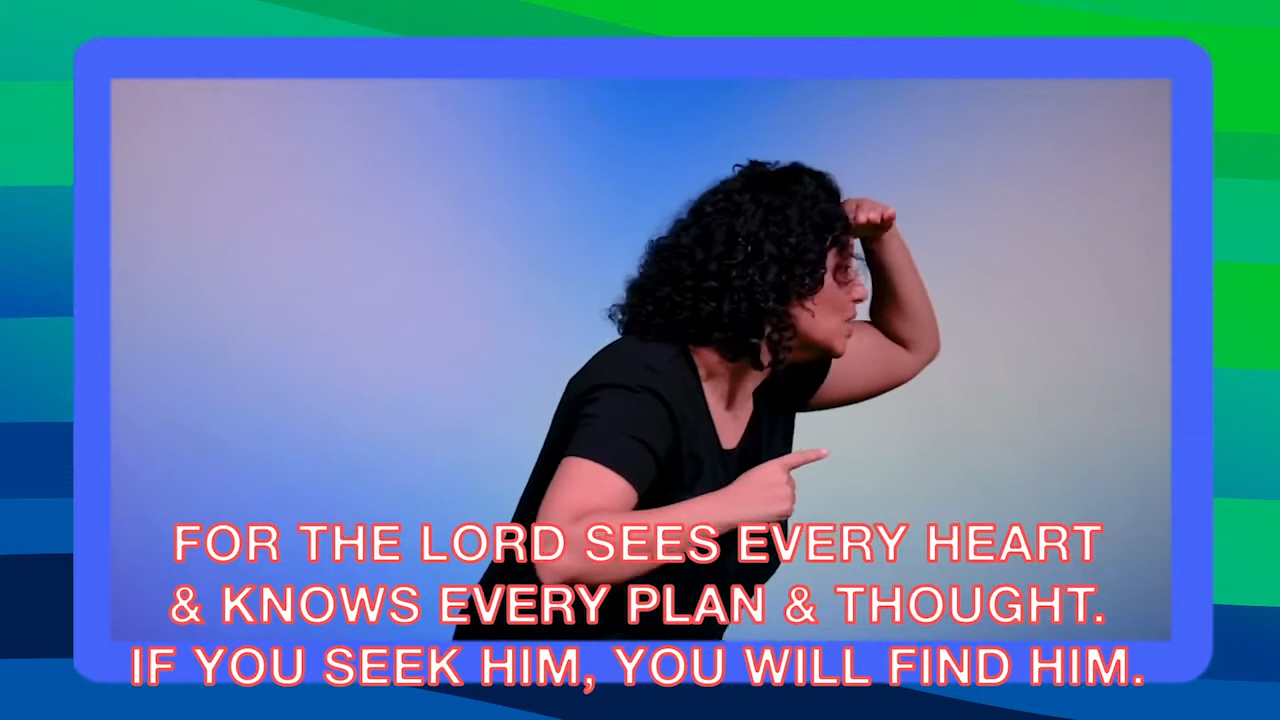 FOR THE LORD SEES EVERY HEART
& KNOWS EVERY PLAN & THOUGHT.
IF YOU SEEK HIM, YOU WILL FIND HIM.